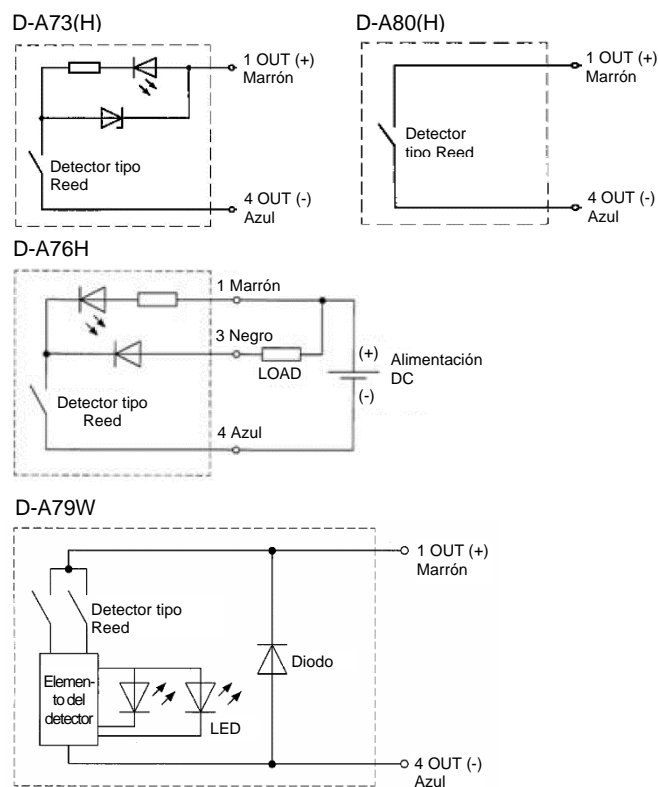 D-A73(H)
1 OUT (+)
Marrón
Detector tipo
Reed
4 OUT (-)
Azul
D-A80(H)
1 OUT (+)
Marrón
Detector
tipo Reed
4 OUT (-)
Azul
D-A76H
1 Marrón
3 Negro
LOAD
(+)
Alimentación
DC
(-)
Detector tipo
Reed
4 Azul
D-A79W
1 OUT (+)
Marrón
Detector tipo
Reed
Diodo
Elemen-
to del
detector
LED
4 OUT (-)
Azul